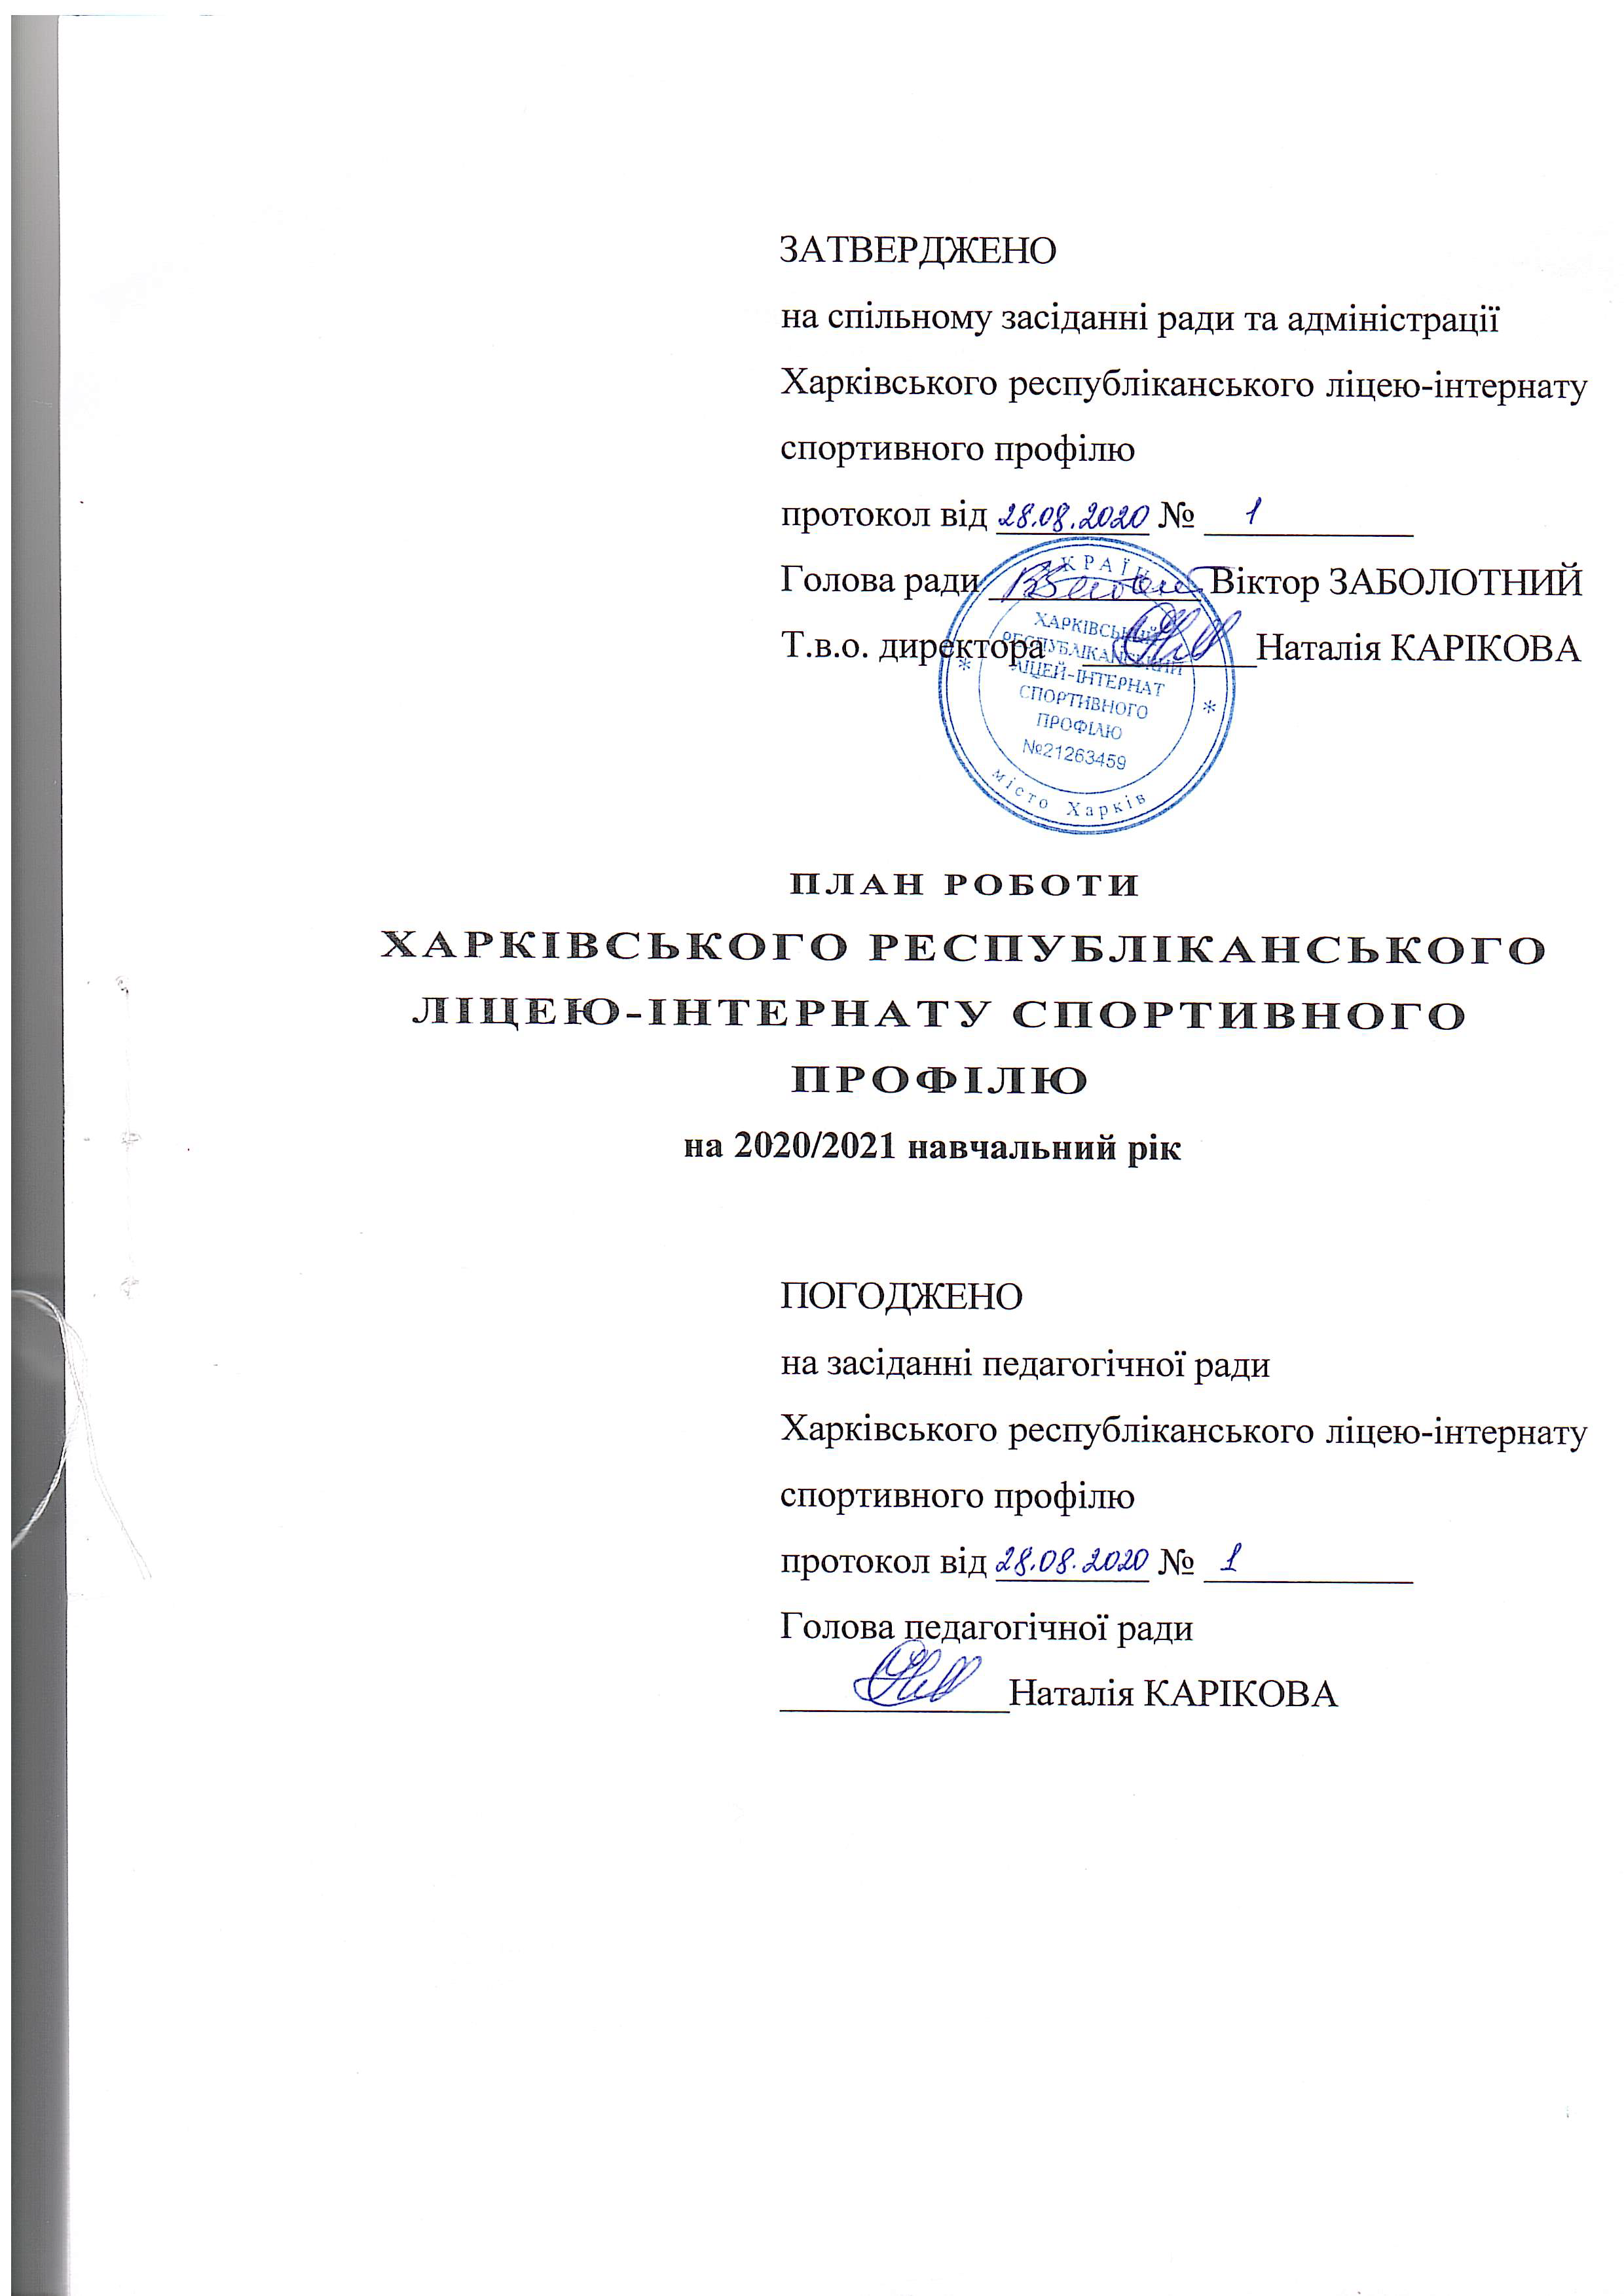 ЗАТВЕРДЖЕНО
на спільному засіданні ради та адміністрації
Харківського республіканського ліцею-інтернату
спортивного профілю
протокол від 28.08.2020 № 1
Голова ради Віктор ЗАБОЛОТНИЙ
Т.в.о. директора Наталія КАРІКОВА
УКРАЇНА
ХАРКІВСЬКИЙ
РЕСПУБЛІКАНСЬКИЙ
ЛІЦЕЙ-ІНТЕРНАТ
СПОРТИВНОГО
ПРОФІЛЮ
№21263459
місто Харків
ПЛАН РОБОТИ
ХАРКІВСЬКОГО РЕСПУБЛІКАНСЬКОГО
ЛІЦЕЮ-ІНТЕРНАТУ СПОРТИВНОГО
ПРОФІЛЮ
на 2020/2021 навчальний рік
ПОГОДЖЕНО
на засіданні педагогічної ради
Харківського республіканського ліцею-інтернату
спортивного профілю
протокол від 28.08.2020 № 1
Голова педагогічної ради
Наталія КАРІКОВА